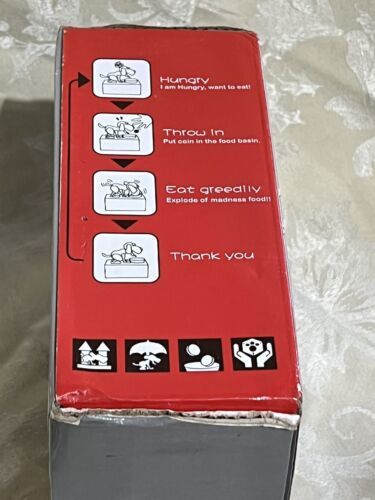 Hungry
I am Hungry, want to eat!
Throw In
Put coin in the food basin.
Eat greedily
Explode of madness food!!
Thank you